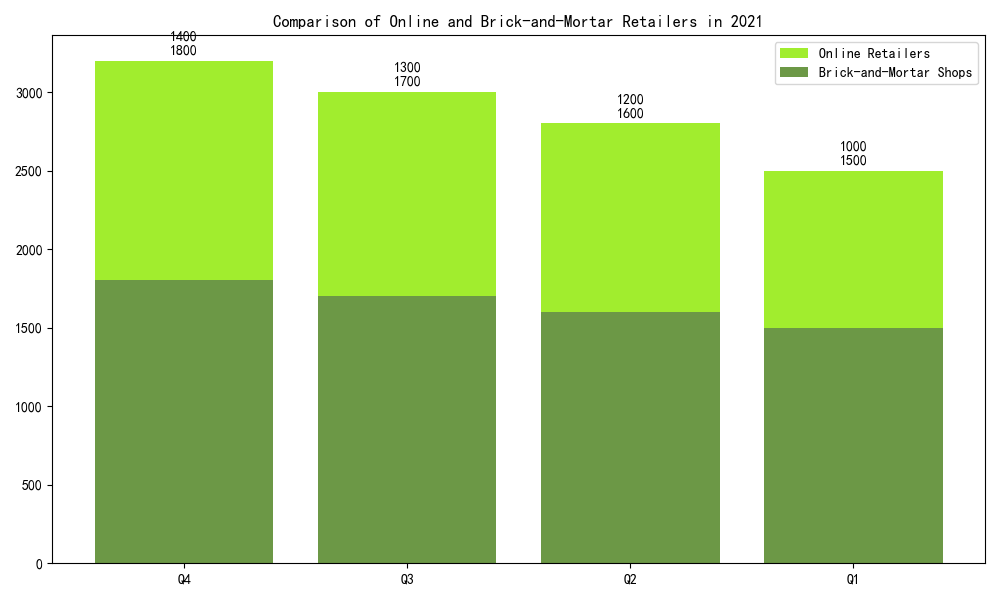 Comparison of Online and Brick-and-Mortar Retailers in 2021
Online Retailers
Brick-and-Mortar Shops
1400
1800
1300
1700
1200
1600
1000
1500
3000
2500
2000
1500
1000
500
0
Q4
Q3
Q2
Q1